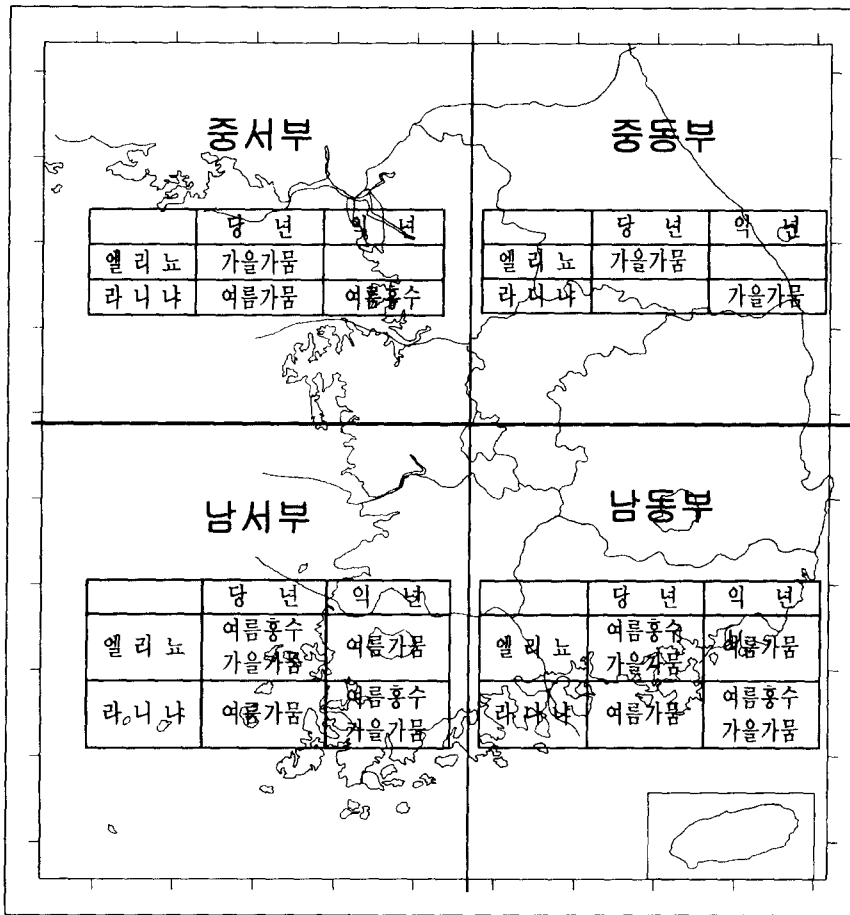 중서부
당 년 익 년
엘 리 뇨 가을가뭄
라 니 냐 여름가뭄 여름홍수
중동부
당 년 익 년
엘 리 뇨 가을가뭄
라 니 냐 가을가뭄
남서부
당 년 익 년
엘 리 뇨 여름홍수 가을가뭄 여름가뭄
라 니 냐 여름가뭄 여름홍수 가을가뭄
남동부
당 년 익 년
엘 리 뇨 여름홍수 가을가뭄 여름가뭄
라 니 냐 여름가뭄 여름홍수 가을가뭄